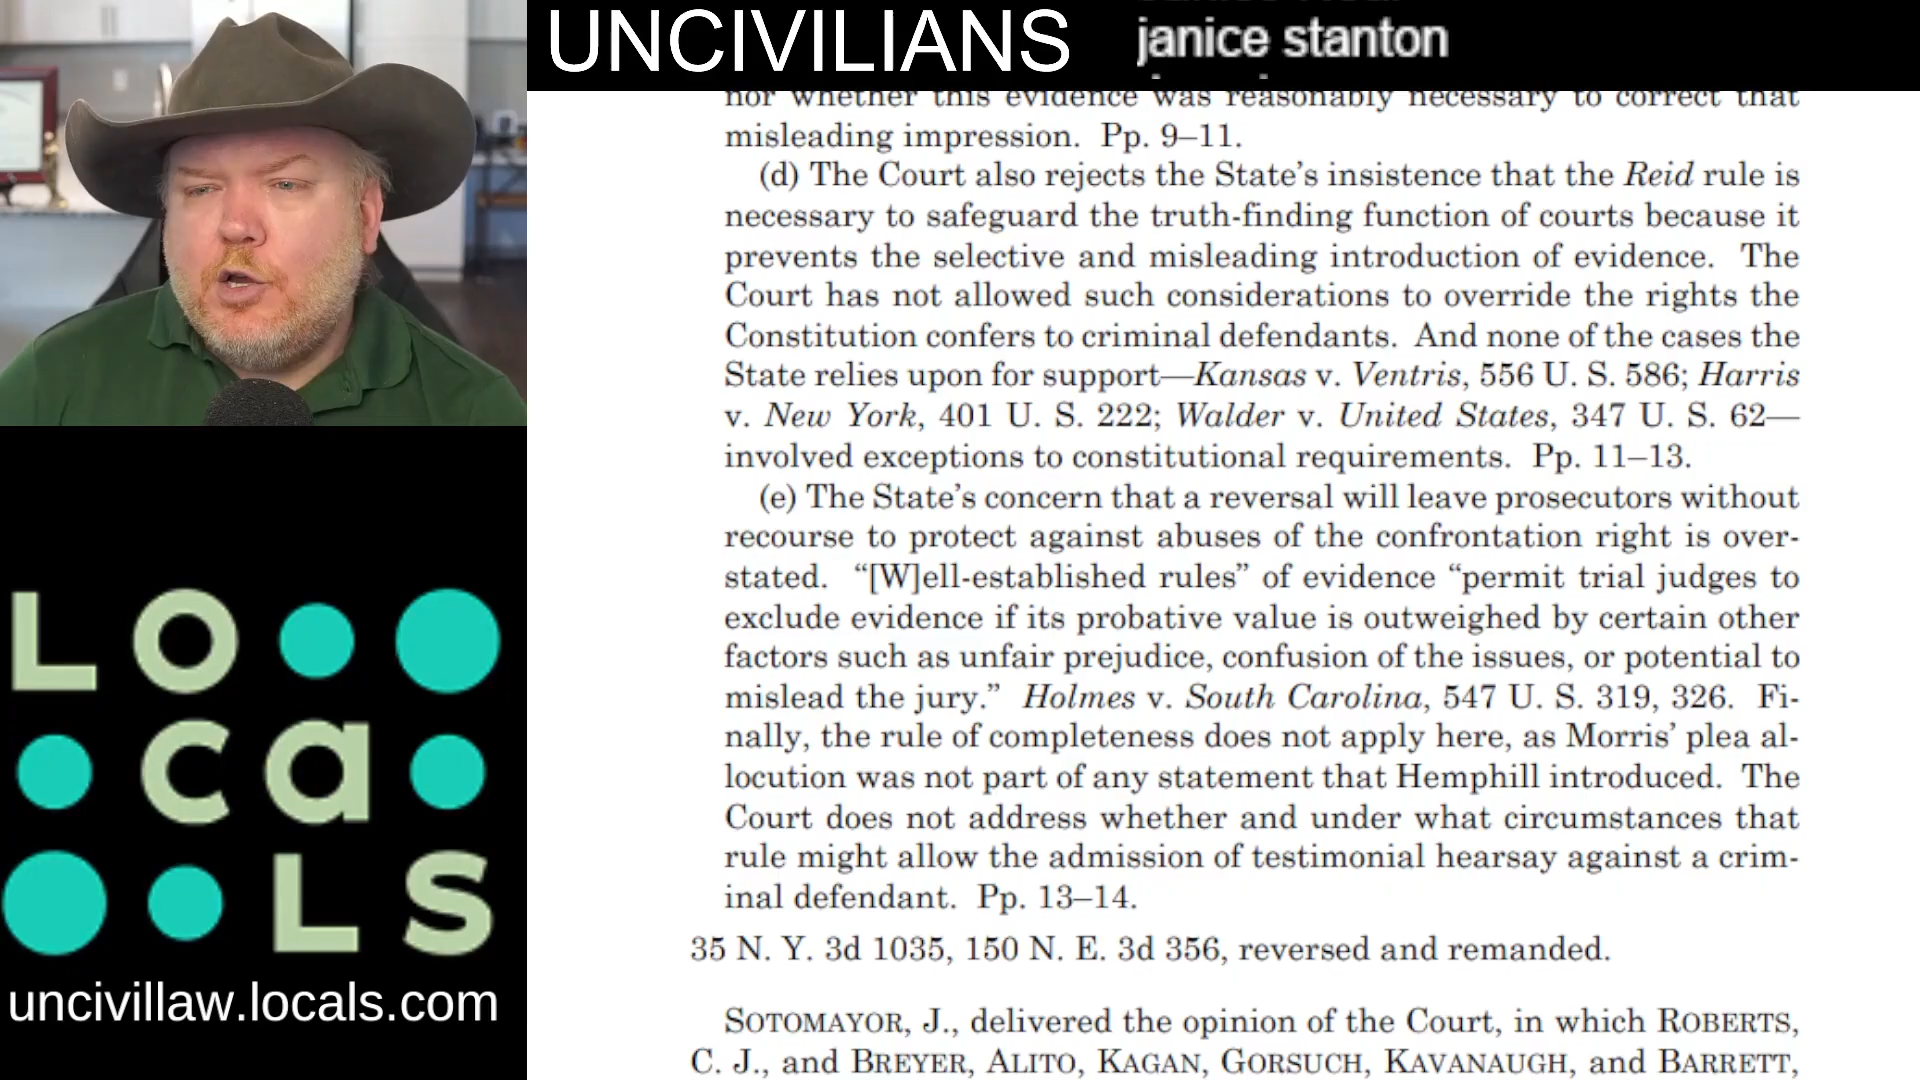 UNCIVILIANS
janice stanton
nor whether this evidence was reasonably necessary to correct that
misleading impression. Pp. 9–11.
(d) The Court also rejects the State’s insistence that the Reid rule is
necessary to safeguard the truth-finding function of courts because it
prevents the selective and misleading introduction of evidence. The
Court has not allowed such considerations to override the rights the
Constitution confers to criminal defendants. And none of the cases the
State relies upon for support—Kansas v. Ventris, 556 U. S. 586; Harris
v. New York, 401 U. S. 222; Walder v. United States, 347 U. S. 62—
involved exceptions to constitutional requirements. Pp. 11–13.
(e) The State’s concern that a reversal will leave prosecutors without
recourse to protect against abuses of the confrontation right is over-
stated. “[W]ell-established rules” of evidence “permit trial judges to
exclude evidence if its probative value is outweighed by certain other
factors such as unfair prejudice, confusion of the issues, or potential to
mislead the jury.” Holmes v. South Carolina, 547 U. S. 319, 326. Fi-
nally, the rule of completeness does not apply here, as Morris’ plea al-
locution was not part of any statement that Hemphill introduced. The
Court does not address whether and under what circumstances that
rule might allow the admission of testimonial hearsay against a crim-
inal defendant. Pp. 13–14.
35 N. Y. 3d 1035, 150 N. E. 3d 356, reversed and remanded.
SOTOMAYOR, J., delivered the opinion of the Court, in which ROBERTS,
C. J., and BREYER, ALITO, KAGAN, GORSUCH, KAVANAUGH, and BARRETT,
LO
ca
LS
uncivillaw.locals.com